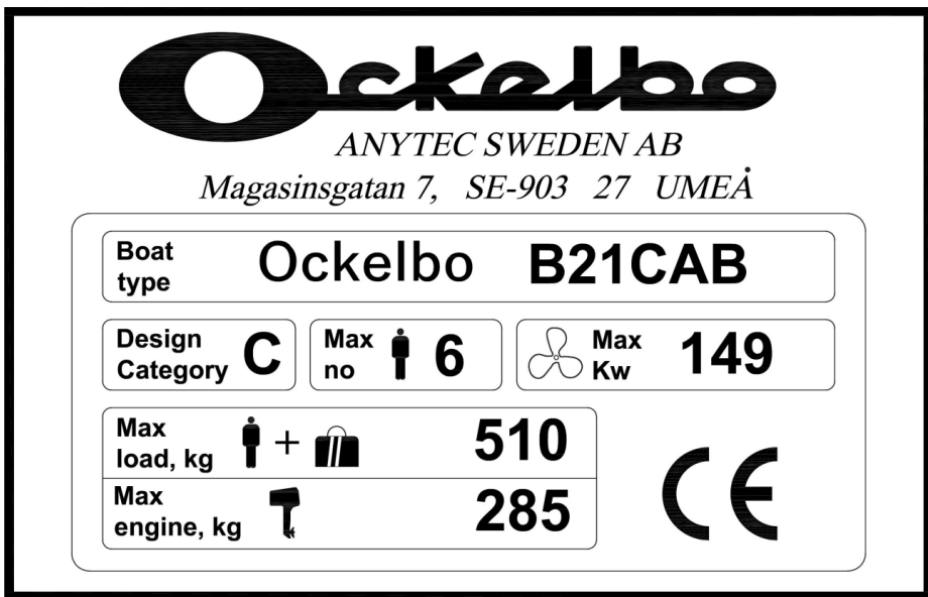 Ockelbo
ANYTEC SWEDEN AB
Magasinsgatan 7, SE-903 27 UMEÅ
Boat type Ockelbo B21CAB
Design Category C Max no 6 Max Kw 149
Max load, kg + 510
Max engine, kg 285
CE